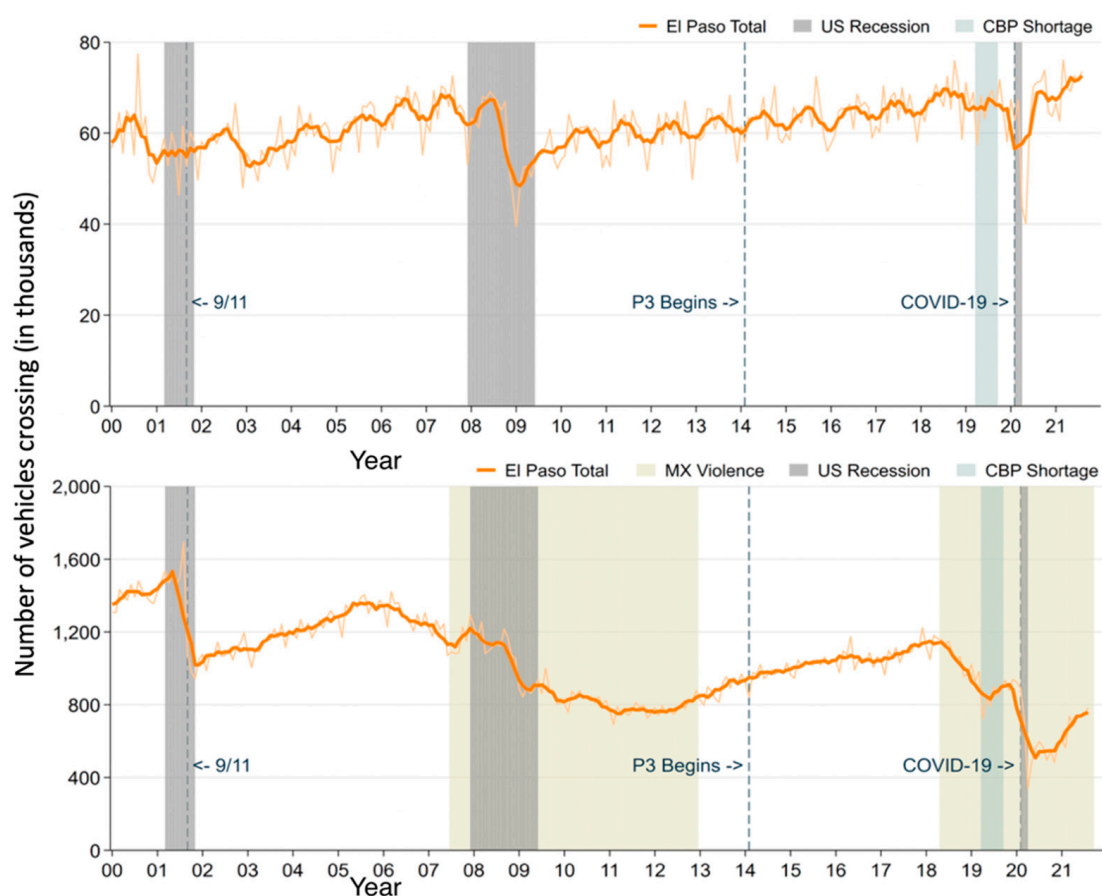 Number of vehicles crossing (in thousands)
El Paso Total US Recession CBP Shortage
80
60
40
20
0
<- 9/11
P3 Begins ->
COVID-19 ->
00 01 02 03 04 05 06 07 08 09 10 11 12 13 14 15 16 17 18 19 20 21
Year
El Paso Total MX Violence US Recession CBP Shortage
2,000
1,600
1,200
800
400
0
<- 9/11
P3 Begins ->
COVID-19 ->
00 01 02 03 04 05 06 07 08 09 10 11 12 13 14 15 16 17 18 19 20 21
Year